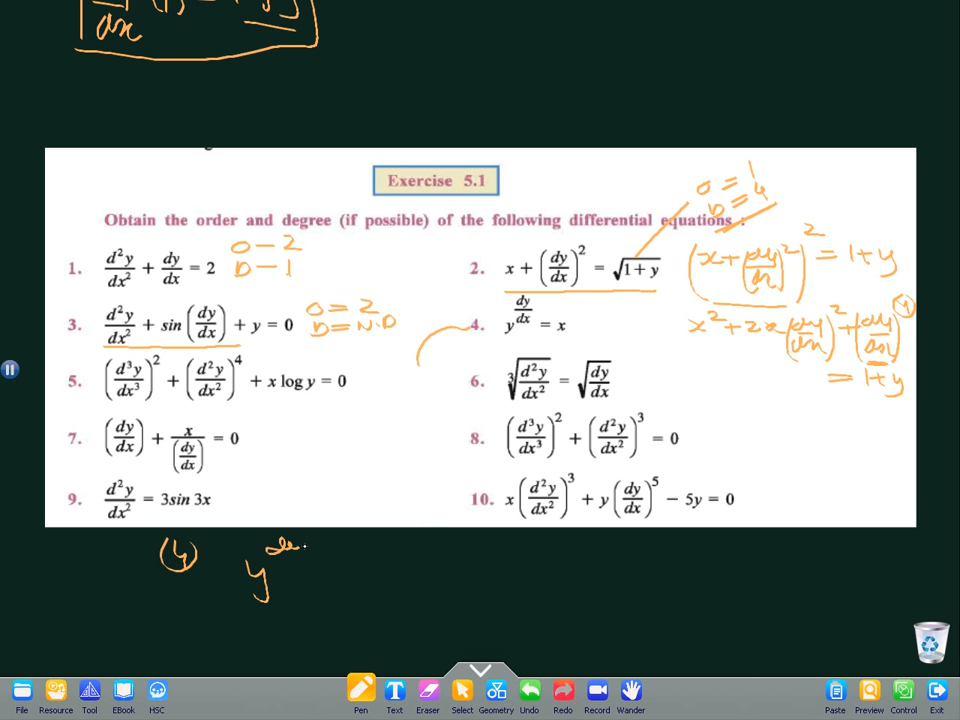 dx
Exercise 5.1
Obtain the order and degree (if possible) of the following differential equations :
O = 1
D = 4
1. d²y/dx² + dy/dx = 2
O – 2
D – 1
2. x + (dy/dx)² = √1 + y
(x + (dy/dx)²)² = 1 + y
x² + 2x (dy/dx)² + (dy/dx)⁴
= 1 + y
3. d²y/dx² + sin (dy/dx) + y = 0
O = 2
D = N.D
4. y^(dy/dx) = x
5. (d³y/dx³)² + (d²y/dx²)⁴ + x log y = 0
6. ∛(d²y/dx²) = √(dy/dx)
7. (dy/dx) + x/(dy/dx) = 0
8. (d³y/dx³)² + (d²y/dx²)³ = 0
9. d²y/dx² = 3sin 3x
10. x (d²y/dx²)³ + y (dy/dx)⁵ − 5y = 0
(4) y
File Resource Tool EBook HSC Pen Text Eraser Select Geometry Undo Redo Record Wander Paste Preview Control Exit